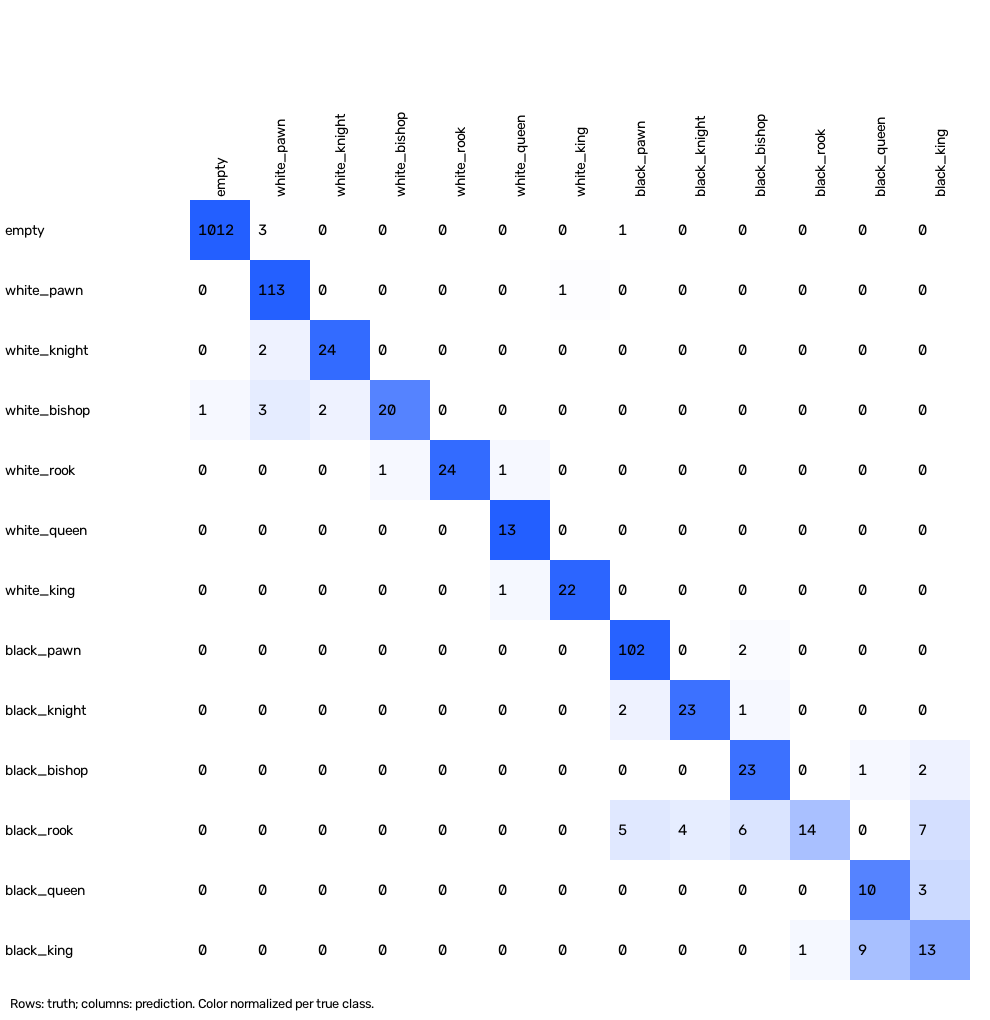 empty white_pawn white_knight white_bishop white_rook white_queen white_king black_pawn black_knight black_bishop black_rook black_queen black_king
empty 1012 3 0 0 0 0 0 1 0 0 0 0 0
white_pawn 0 113 0 0 0 0 1 0 0 0 0 0 0
white_knight 0 2 24 0 0 0 0 0 0 0 0 0 0
white_bishop 1 3 2 20 0 0 0 0 0 0 0 0 0
white_rook 0 0 0 1 24 1 0 0 0 0 0 0 0
white_queen 0 0 0 0 0 13 0 0 0 0 0 0 0
white_king 0 0 0 0 0 1 22 0 0 0 0 0 0
black_pawn 0 0 0 0 0 0 0 102 0 2 0 0 0
black_knight 0 0 0 0 0 0 0 2 23 1 0 0 0
black_bishop 0 0 0 0 0 0 0 0 0 23 0 1 2
black_rook 0 0 0 0 0 0 0 5 4 6 14 0 7
black_queen 0 0 0 0 0 0 0 0 0 0 0 10 3
black_king 0 0 0 0 0 0 0 0 0 0 1 9 13
Rows: truth; columns: prediction. Color normalized per true class.